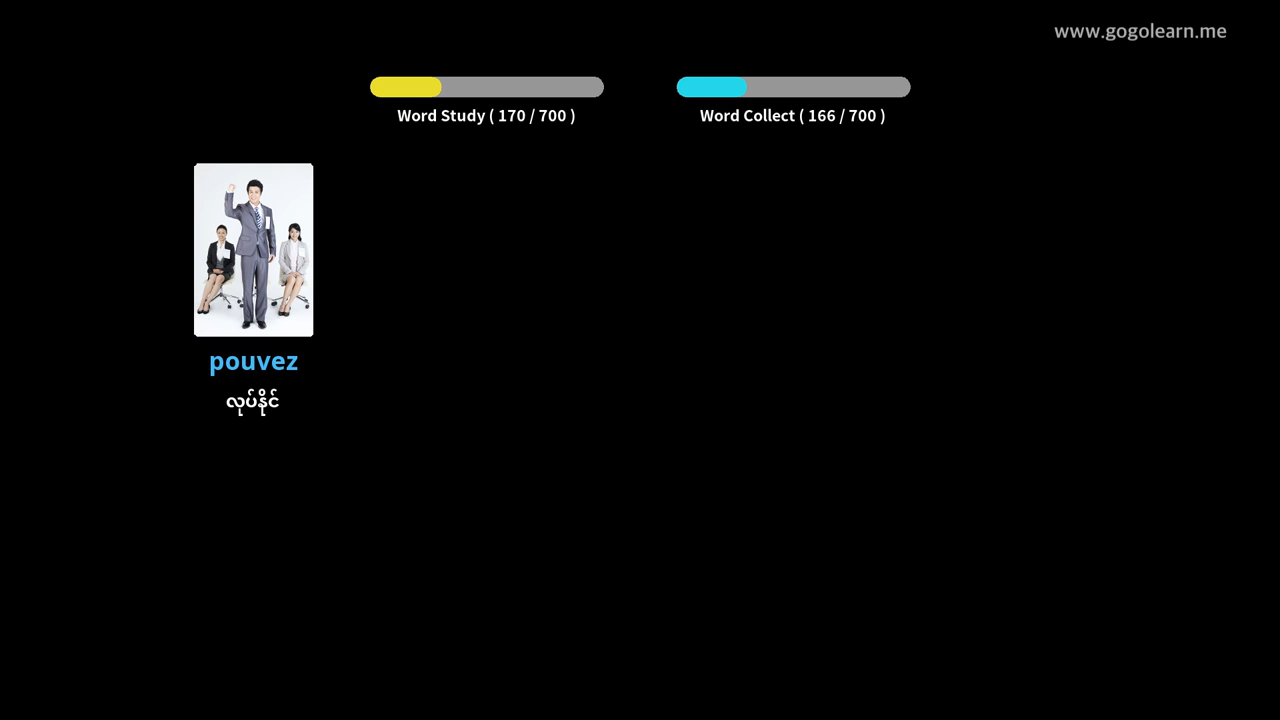 www.gogolearn.me
Word Study ( 170 / 700 )
Word Collect ( 166 / 700 )
pouvez
လုပ်နိုင်